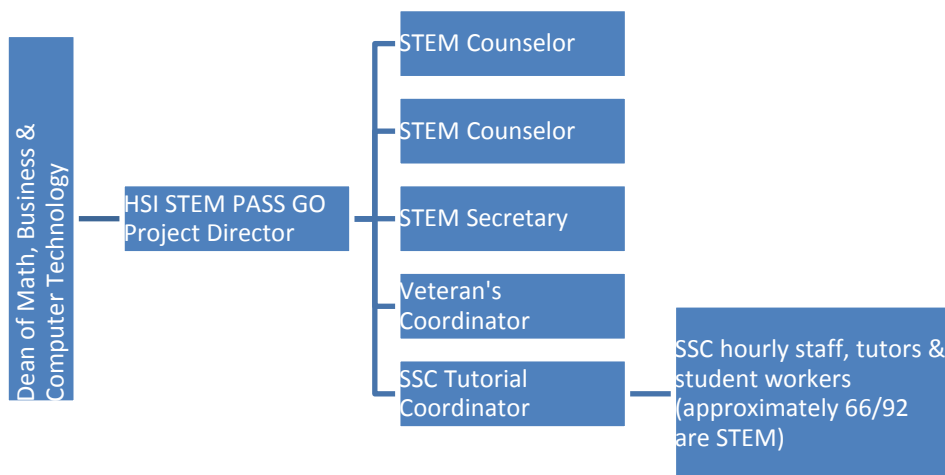 Dean of Math, Business &
Computer Technology
HSI STEM PASS GO
Project Director
STEM Counselor
STEM Counselor
STEM Secretary
Veteran's
Coordinator
SSC Tutorial
Coordinator
SSC hourly staff, tutors &
student workers
(approximately 66/92
are STEM)